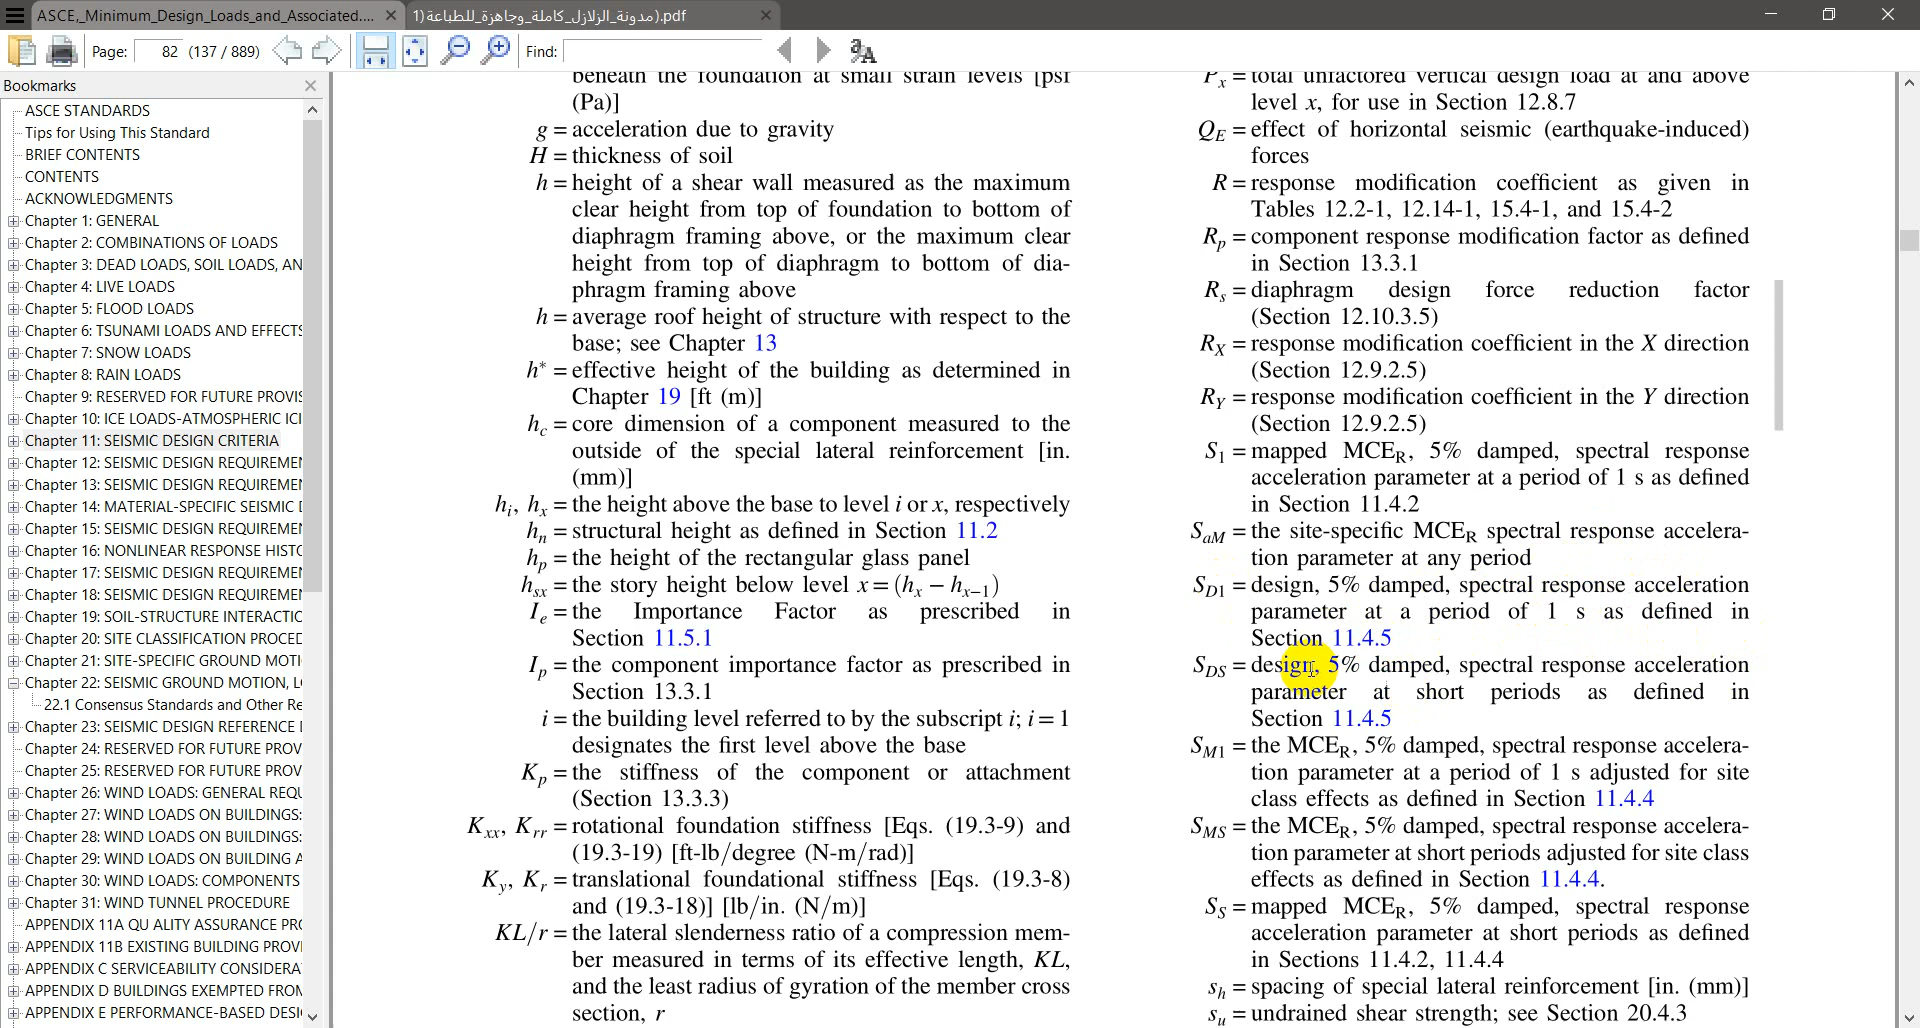 ASCE,_Minimum_Design_Loads_and_Associated....
1)مدونة_الزلازل_كاملة_وجاهزة_للطباعة).pdf
Page: 82 (137 / 889)
Find:
Bookmarks
ASCE STANDARDS
Tips for Using This Standard
BRIEF CONTENTS
CONTENTS
ACKNOWLEDGMENTS
Chapter 1: GENERAL
Chapter 2: COMBINATIONS OF LOADS
Chapter 3: DEAD LOADS, SOIL LOADS, AN
Chapter 4: LIVE LOADS
Chapter 5: FLOOD LOADS
Chapter 6: TSUNAMI LOADS AND EFFECTS
Chapter 7: SNOW LOADS
Chapter 8: RAIN LOADS
Chapter 9: RESERVED FOR FUTURE PROVIS
Chapter 10: ICE LOADS-ATMOSPHERIC ICI
Chapter 11: SEISMIC DESIGN CRITERIA
Chapter 12: SEISMIC DESIGN REQUIREMEN
Chapter 13: SEISMIC DESIGN REQUIREMEN
Chapter 14: MATERIAL-SPECIFIC SEISMIC D
Chapter 15: SEISMIC DESIGN REQUIREMEN
Chapter 16: NONLINEAR RESPONSE HISTO
Chapter 17: SEISMIC DESIGN REQUIREMEN
Chapter 18: SEISMIC DESIGN REQUIREMEN
Chapter 19: SOIL-STRUCTURE INTERACTIO
Chapter 20: SITE CLASSIFICATION PROCED
Chapter 21: SITE-SPECIFIC GROUND MOTI
Chapter 22: SEISMIC GROUND MOTION, L
22.1 Consensus Standards and Other Re
Chapter 23: SEISMIC DESIGN REFERENCE
Chapter 24: RESERVED FOR FUTURE PROV
Chapter 25: RESERVED FOR FUTURE PROV
Chapter 26: WIND LOADS: GENERAL REQU
Chapter 27: WIND LOADS ON BUILDINGS:
Chapter 28: WIND LOADS ON BUILDINGS:
Chapter 29: WIND LOADS ON BUILDING A
Chapter 30: WIND LOADS: COMPONENTS
Chapter 31: WIND TUNNEL PROCEDURE
APPENDIX 11A QU ALITY ASSURANCE PRO
APPENDIX 11B EXISTING BUILDING PROVI
APPENDIX C SERVICEABILITY CONSIDERA
APPENDIX D BUILDINGS EXEMPTED FROM
APPENDIX E PERFORMANCE-BASED DESI
beneath the foundation at small strain levels [psf
(Pa)]
g = acceleration due to gravity
H = thickness of soil
h = height of a shear wall measured as the maximum
clear height from top of foundation to bottom of
diaphragm framing above, or the maximum clear
height from top of diaphragm to bottom of dia-
phragm framing above
h = average roof height of structure with respect to the
base; see Chapter 13
h* = effective height of the building as determined in
Chapter 19 [ft (m)]
hc = core dimension of a component measured to the
outside of the special lateral reinforcement [in.
(mm)]
hi, hx = the height above the base to level i or x, respectively
hn = structural height as defined in Section 11.2
hp = the height of the rectangular glass panel
hsx = the story height below level x = (hx − hx−1)
Ie = the Importance Factor as prescribed in
Section 11.5.1
Ip = the component importance factor as prescribed in
Section 13.3.1
i = the building level referred to by the subscript i; i = 1
designates the first level above the base
Kp = the stiffness of the component or attachment
(Section 13.3.3)
Kxx, Krr = rotational foundation stiffness [Eqs. (19.3-9) and
(19.3-19) [ft-lb/degree (N-m/rad)]
Ky, Kr = translational foundational stiffness [Eqs. (19.3-8)
and (19.3-18)] [lb/in. (N/m)]
KL/r = the lateral slenderness ratio of a compression mem-
ber measured in terms of its effective length, KL,
and the least radius of gyration of the member cross
section, r
Px = total unfactored vertical design load at and above
level x, for use in Section 12.8.7
QE = effect of horizontal seismic (earthquake-induced)
forces
R = response modification coefficient as given in
Tables 12.2-1, 12.14-1, 15.4-1, and 15.4-2
Rp = component response modification factor as defined
in Section 13.3.1
Rs = diaphragm design force reduction factor
(Section 12.10.3.5)
RX = response modification coefficient in the X direction
(Section 12.9.2.5)
RY = response modification coefficient in the Y direction
(Section 12.9.2.5)
S1 = mapped MCER, 5% damped, spectral response
acceleration parameter at a period of 1 s as defined
in Section 11.4.2
SaM = the site-specific MCER spectral response accelera-
tion parameter at any period
SD1 = design, 5% damped, spectral response acceleration
parameter at a period of 1 s as defined in
Section 11.4.5
SDS = design, 5% damped, spectral response acceleration
parameter at short periods as defined in
Section 11.4.5
SM1 = the MCER, 5% damped, spectral response accelera-
tion parameter at a period of 1 s adjusted for site
class effects as defined in Section 11.4.4
SMS = the MCER, 5% damped, spectral response accelera-
tion parameter at short periods adjusted for site class
effects as defined in Section 11.4.4.
SS = mapped MCER, 5% damped, spectral response
acceleration parameter at short periods as defined
in Sections 11.4.2, 11.4.4
sh = spacing of special lateral reinforcement [in. (mm)]
su = undrained shear strength; see Section 20.4.3